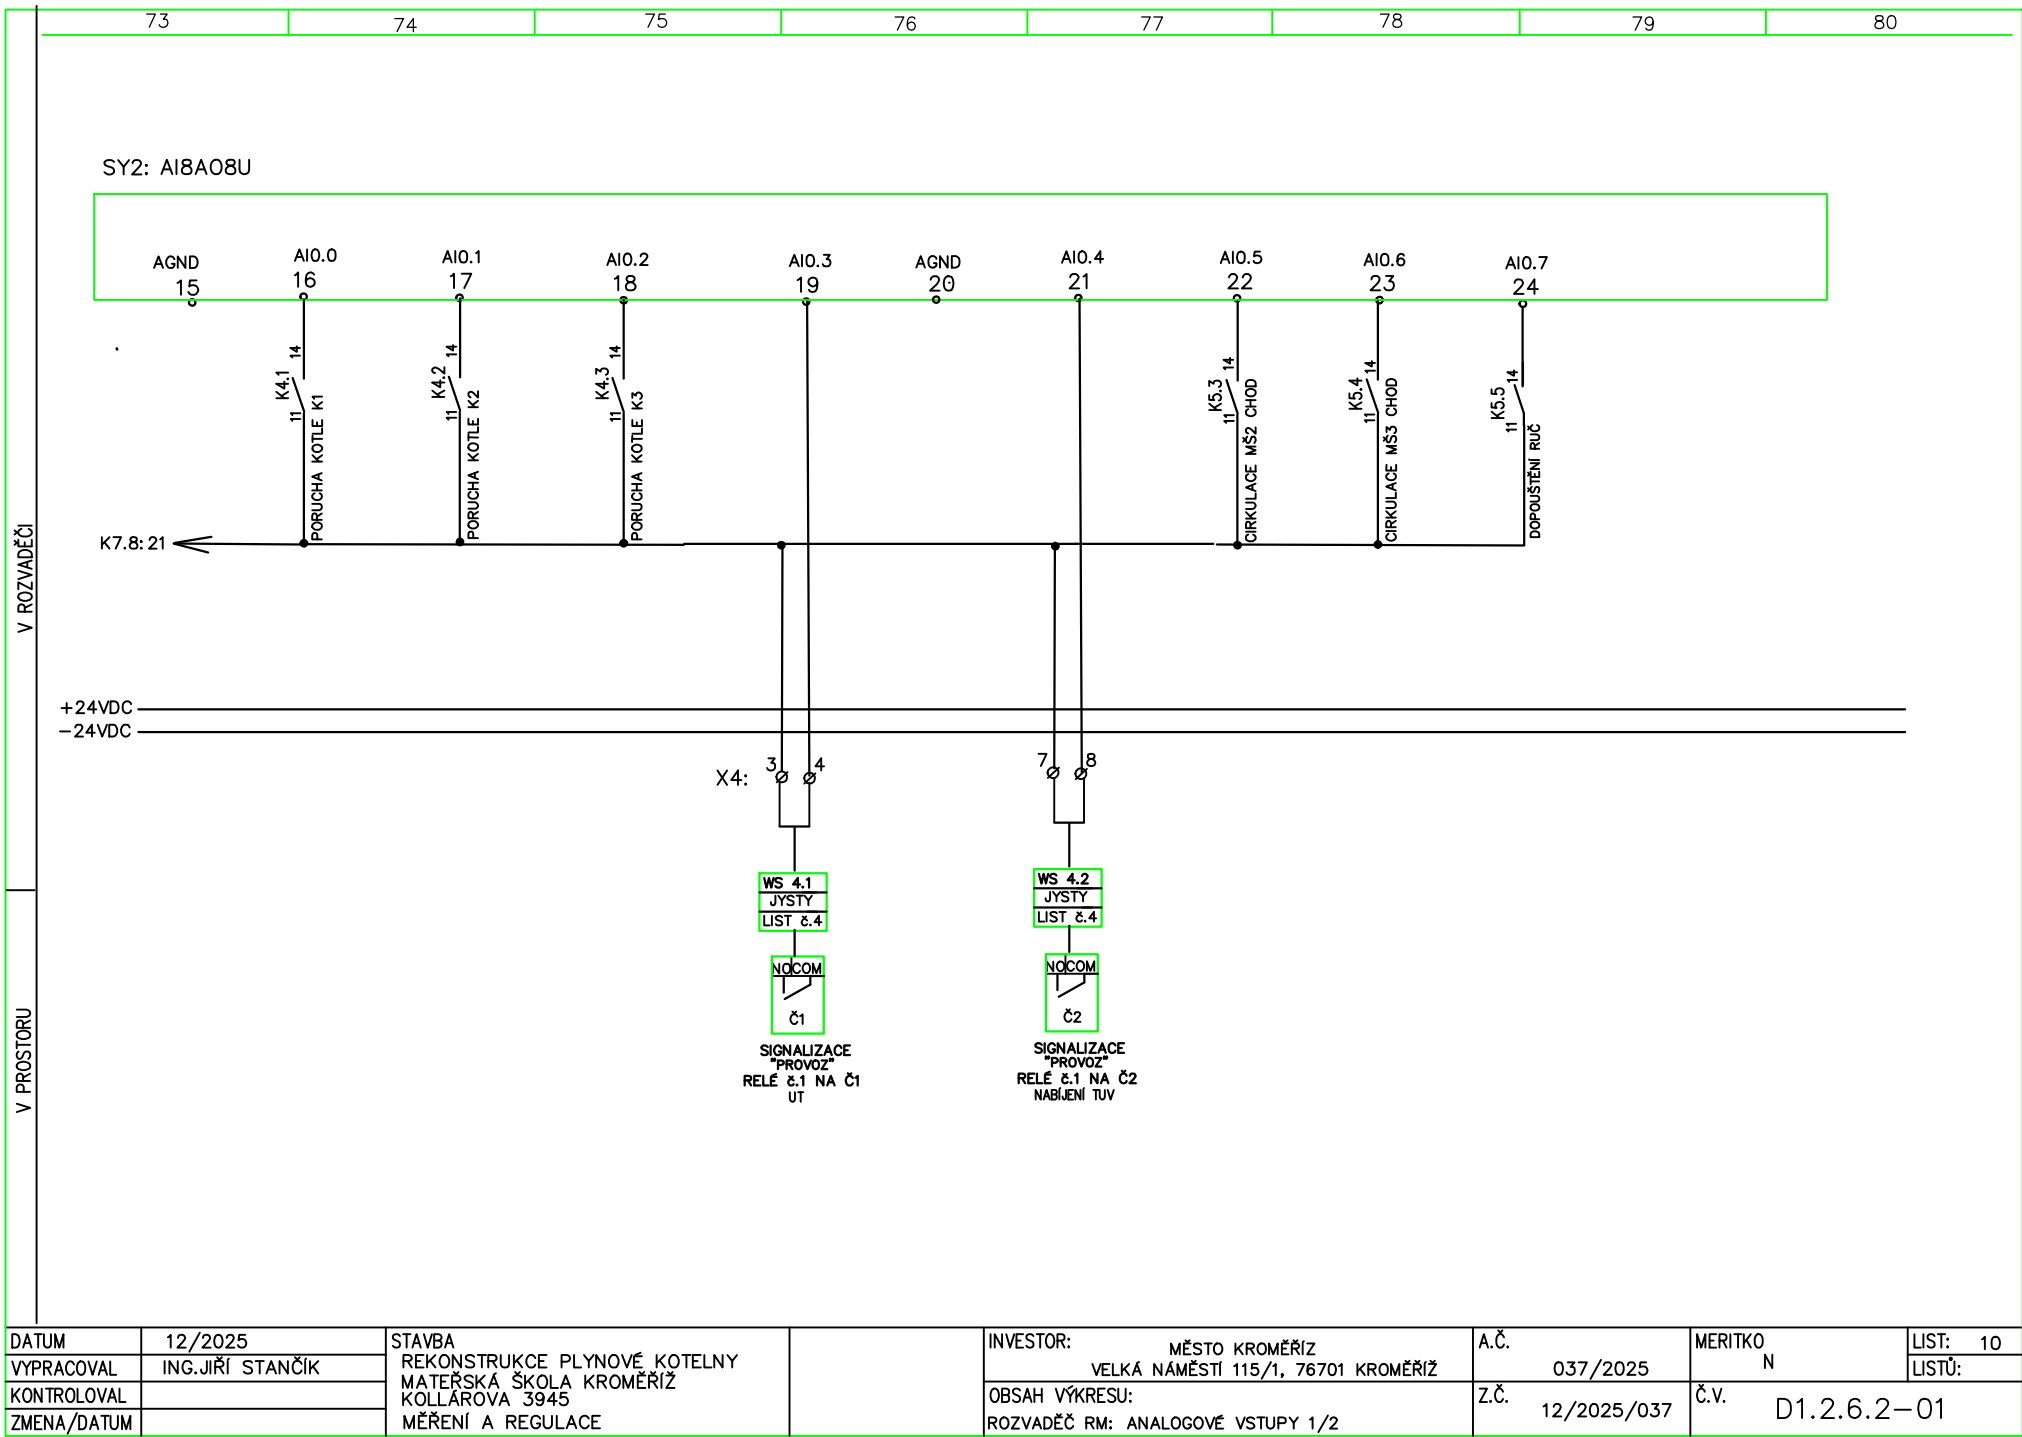 73 74 75 76 77 78 79 80
SY2: AI8AO8U
AGND AI0.0 AI0.1 AI0.2 AI0.3 AGND AI0.4 AI0.5 AI0.6 AI0.7
15 16 17 18 19 20 21 22 23 24
K4.1 14 11 PORUCHA KOTLE K1
K4.2 14 11 PORUCHA KOTLE K2
K4.3 14 11 PORUCHA KOTLE K3
K5.3 14 11 CIRKULACE MŠ2 CHOD
K5.4 14 11 CIRKULACE MŠ3 CHOD
K5.5 14 11 DOPOUŠTĚNÍ RUČ
K7.8: 21
V ROZVADĚČI
+24VDC
-24VDC
X4: 3 4 7 8
WS 4.1
JYSTY
LIST č.4
NO COM
Č1
SIGNALIZACE
"PROVOZ"
RELÉ č.1 NA Č1
UT
WS 4.2
JYSTY
LIST č.4
NO COM
Č2
SIGNALIZACE
"PROVOZ"
RELÉ č.1 NA Č2
NABÍJENÍ TUV
V PROSTORU
DATUM 12/2025
VYPRACOVAL ING.JIŘÍ STANČÍK
KONTROLOVAL
ZMENA/DATUM
STAVBA
REKONSTRUKCE PLYNOVÉ KOTELNY
MATEŘSKÁ ŠKOLA KROMĚŘÍŽ
KOLLÁROVA 3945
MĚŘENÍ A REGULACE
INVESTOR: MĚSTO KROMĚŘÍZ
VELKÁ NÁMĚSTÍ 115/1, 76701 KROMĚŘÍŽ
OBSAH VÝKRESU:
ROZVADĚČ RM: ANALOGOVÉ VSTUPY 1/2
A.Č.
037/2025
Z.Č.
12/2025/037
MERITKO
N
Č.V.
D1.2.6.2-01
LIST: 10
LISTŮ: